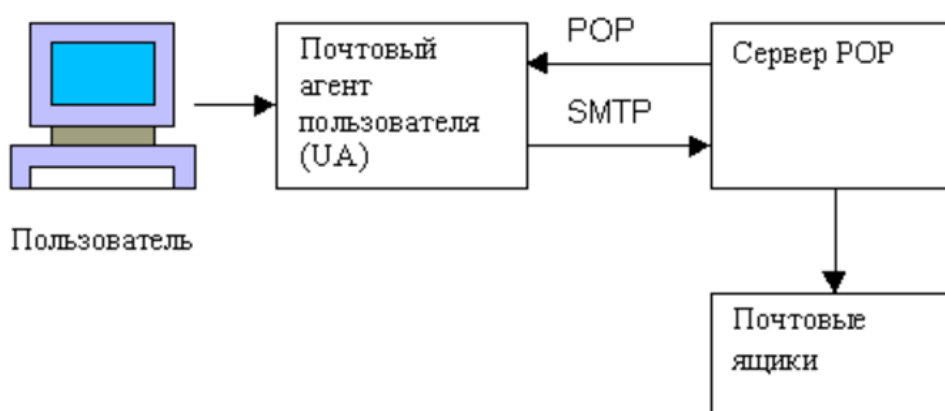 Почтовый
агент
пользователя
(UA)
POP
SMTP
Сервер POP
Пользователь
Почтовые
ящики